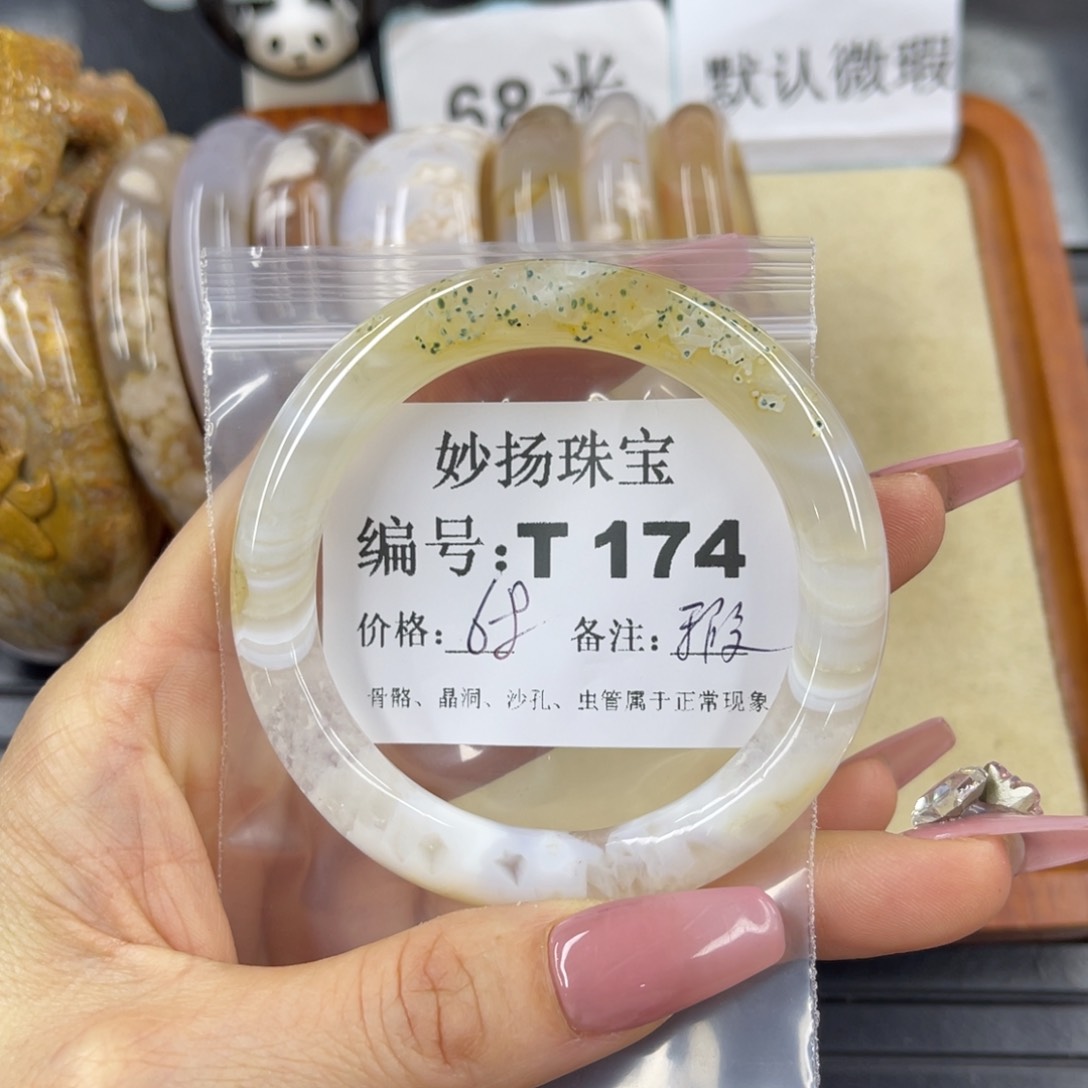 68米
默认微瑕
妙扬珠宝
编号:T 174
价格:68 备注:瑕
骨骼、晶洞、沙孔、虫管属于正常现象